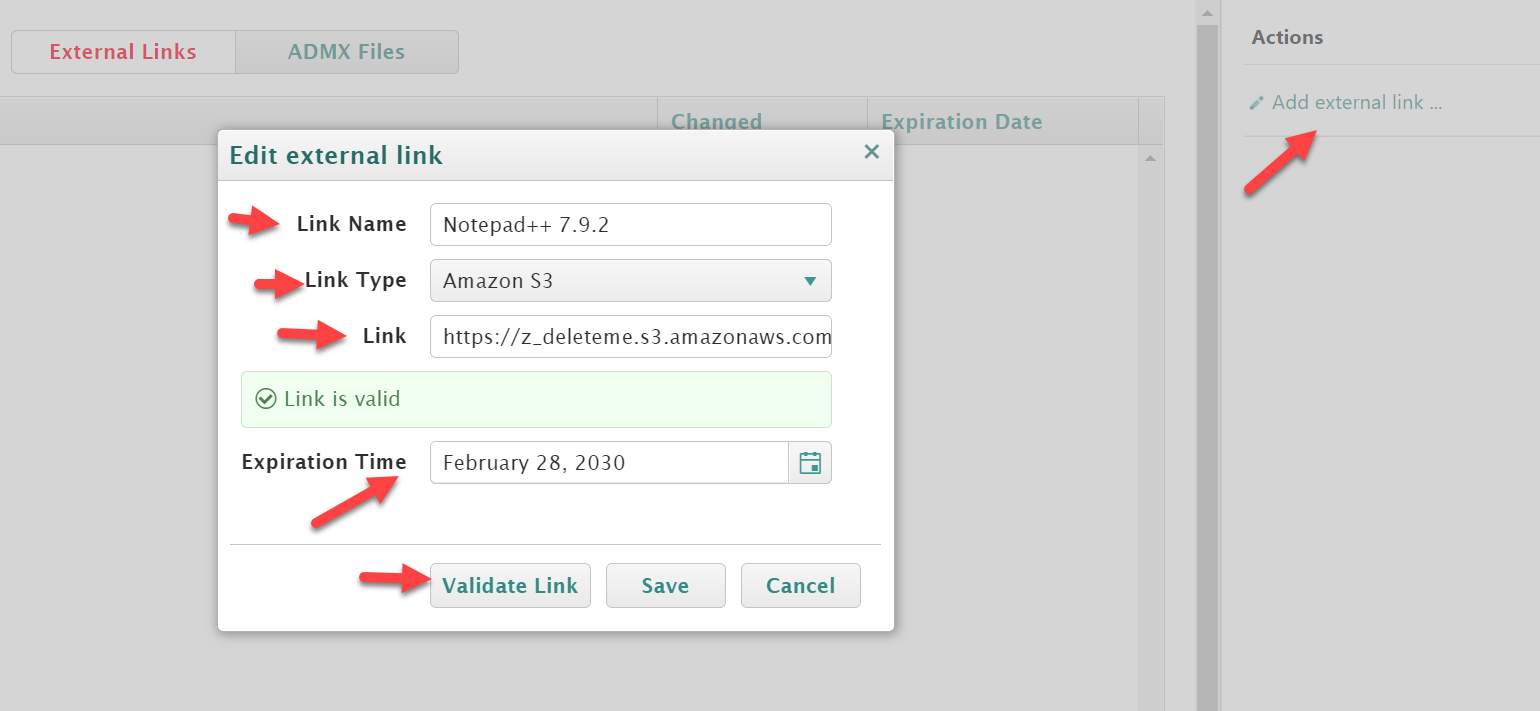 External Links
ADMX Files
Actions
Add external link ...
Changed
Expiration Date
Edit external link
Link Name
Notepad++ 7.9.2
Link Type
Amazon S3
Link
https://z_deleteme.s3.amazonaws.com
Link is valid
Expiration Time
February 28, 2030
Validate Link
Save
Cancel